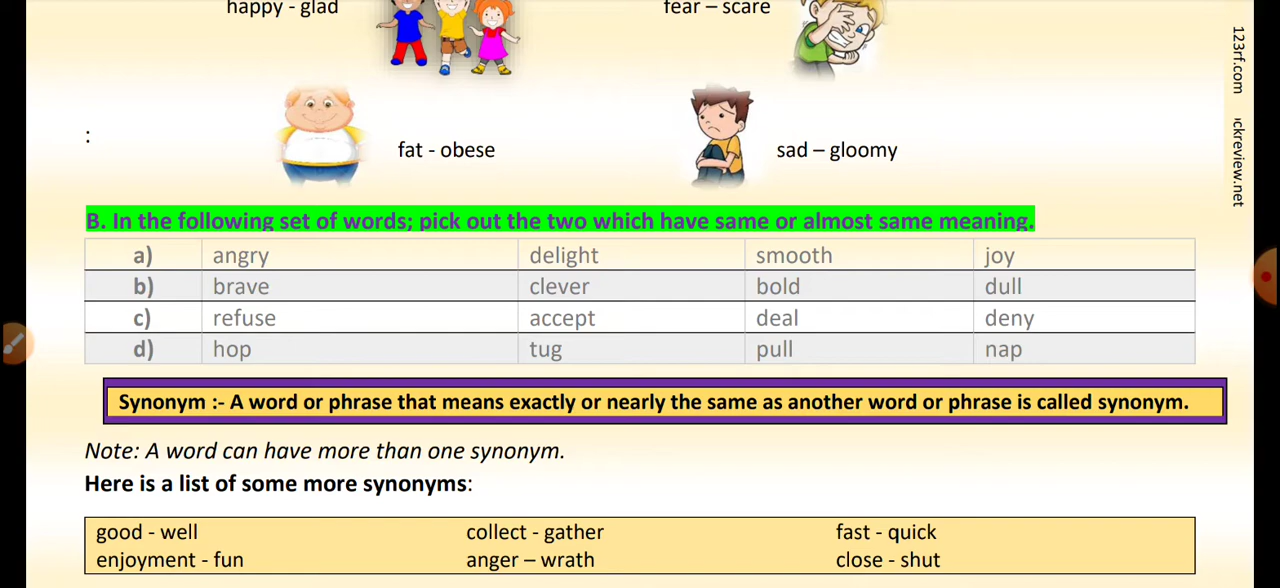 happy - glad
fear – scare
:
fat - obese
sad – gloomy
B. In the following set of words; pick out the two which have same or almost same meaning.
a) angry delight smooth joy
b) brave clever bold dull
c) refuse accept deal deny
d) hop tug pull nap
Synonym :- A word or phrase that means exactly or nearly the same as another word or phrase is called synonym.
Note: A word can have more than one synonym.
Here is a list of some more synonyms:
good - well collect - gather fast - quick
enjoyment - fun anger – wrath close - shut
123rf.com
ckreview.net